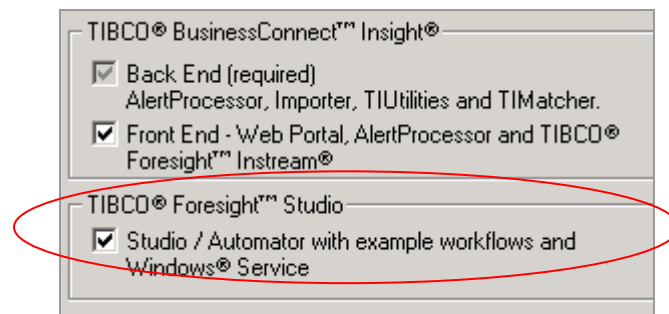 TIBCO® BusinessConnect™ Insight®
Back End (required)
AlertProcessor, Importer, TIUtilities and TIMatcher.
Front End - Web Portal, AlertProcessor and TIBCO®
Foresight™ Instream®
TIBCO® Foresight™ Studio
Studio / Automator with example workflows and
Windows® Service